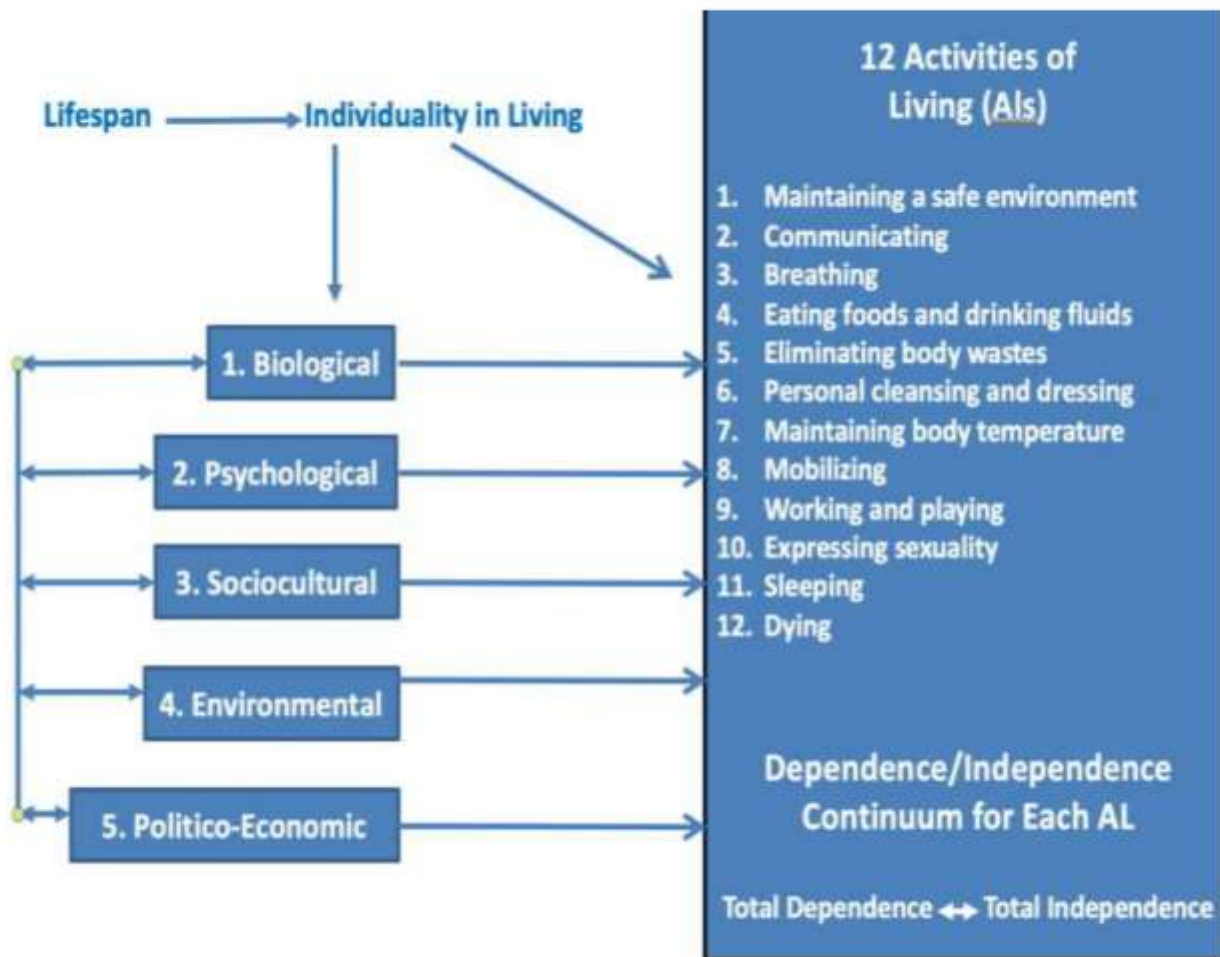 12 Activities of
Living (Als)
Lifespan
Individuality in Living
1. Maintaining a safe environment
2. Communicating
3. Breathing
4. Eating foods and drinking fluids
5. Eliminating body wastes
6. Personal cleansing and dressing
7. Maintaining body temperature
8. Mobilizing
9. Working and playing
10. Expressing sexuality
11. Sleeping
12. Dying
1. Biological
2. Psychological
3. Sociocultural
4. Environmental
5. Politico-Economic
Dependence/Independence
Continuum for Each AL
Total Dependence ↔ Total Independence